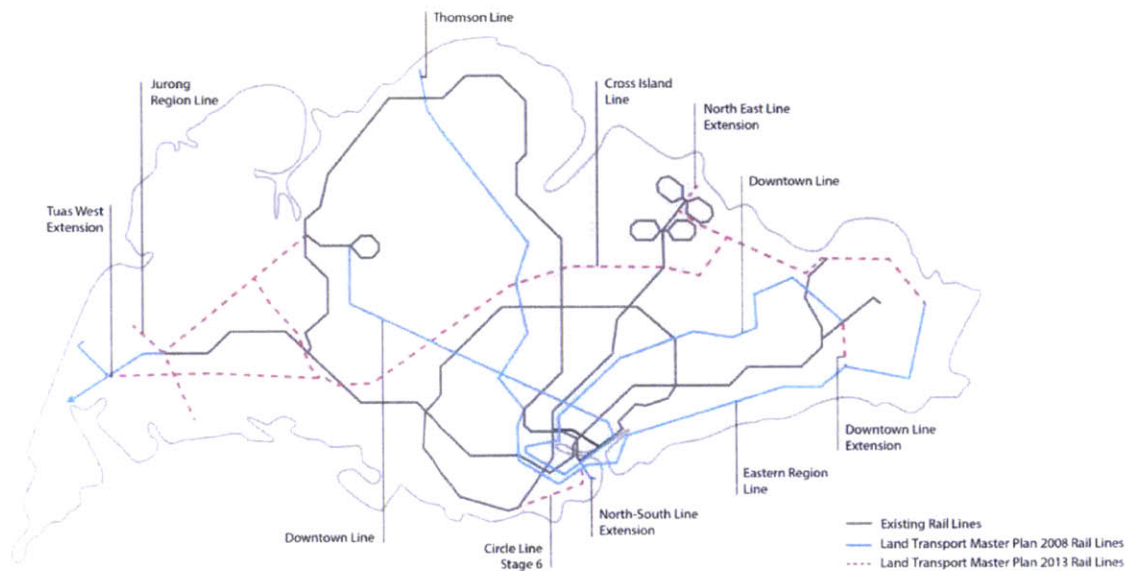 Thomson Line
Jurong
Region Line
Cross Island
Line
North East Line
Extension
Downtown Line
Tuas West
Extension
Downtown Line
Extension
Eastern Region
Line
North-South Line
Extension
Downtown Line
Circle Line
Stage 6
Existing Rail Lines
Land Transport Master Plan 2008 Rail Lines
Land Transport Master Plan 2013 Rail Lines